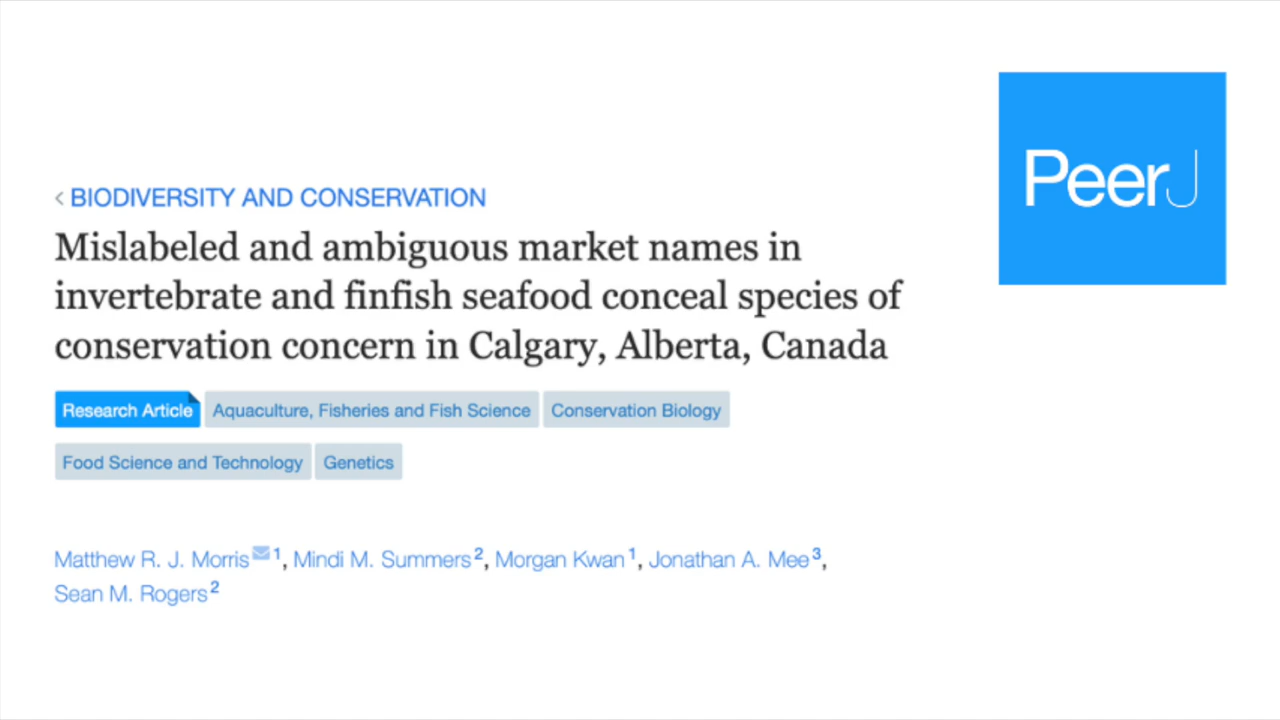 PeerJ
< BIODIVERSITY AND CONSERVATION
Mislabeled and ambiguous market names in
invertebrate and finfish seafood conceal species of
conservation concern in Calgary, Alberta, Canada
Research Article Aquaculture, Fisheries and Fish Science Conservation Biology
Food Science and Technology Genetics
Matthew R. J. Morris 1, Mindi M. Summers 2, Morgan Kwan 1, Jonathan A. Mee 3,
Sean M. Rogers 2